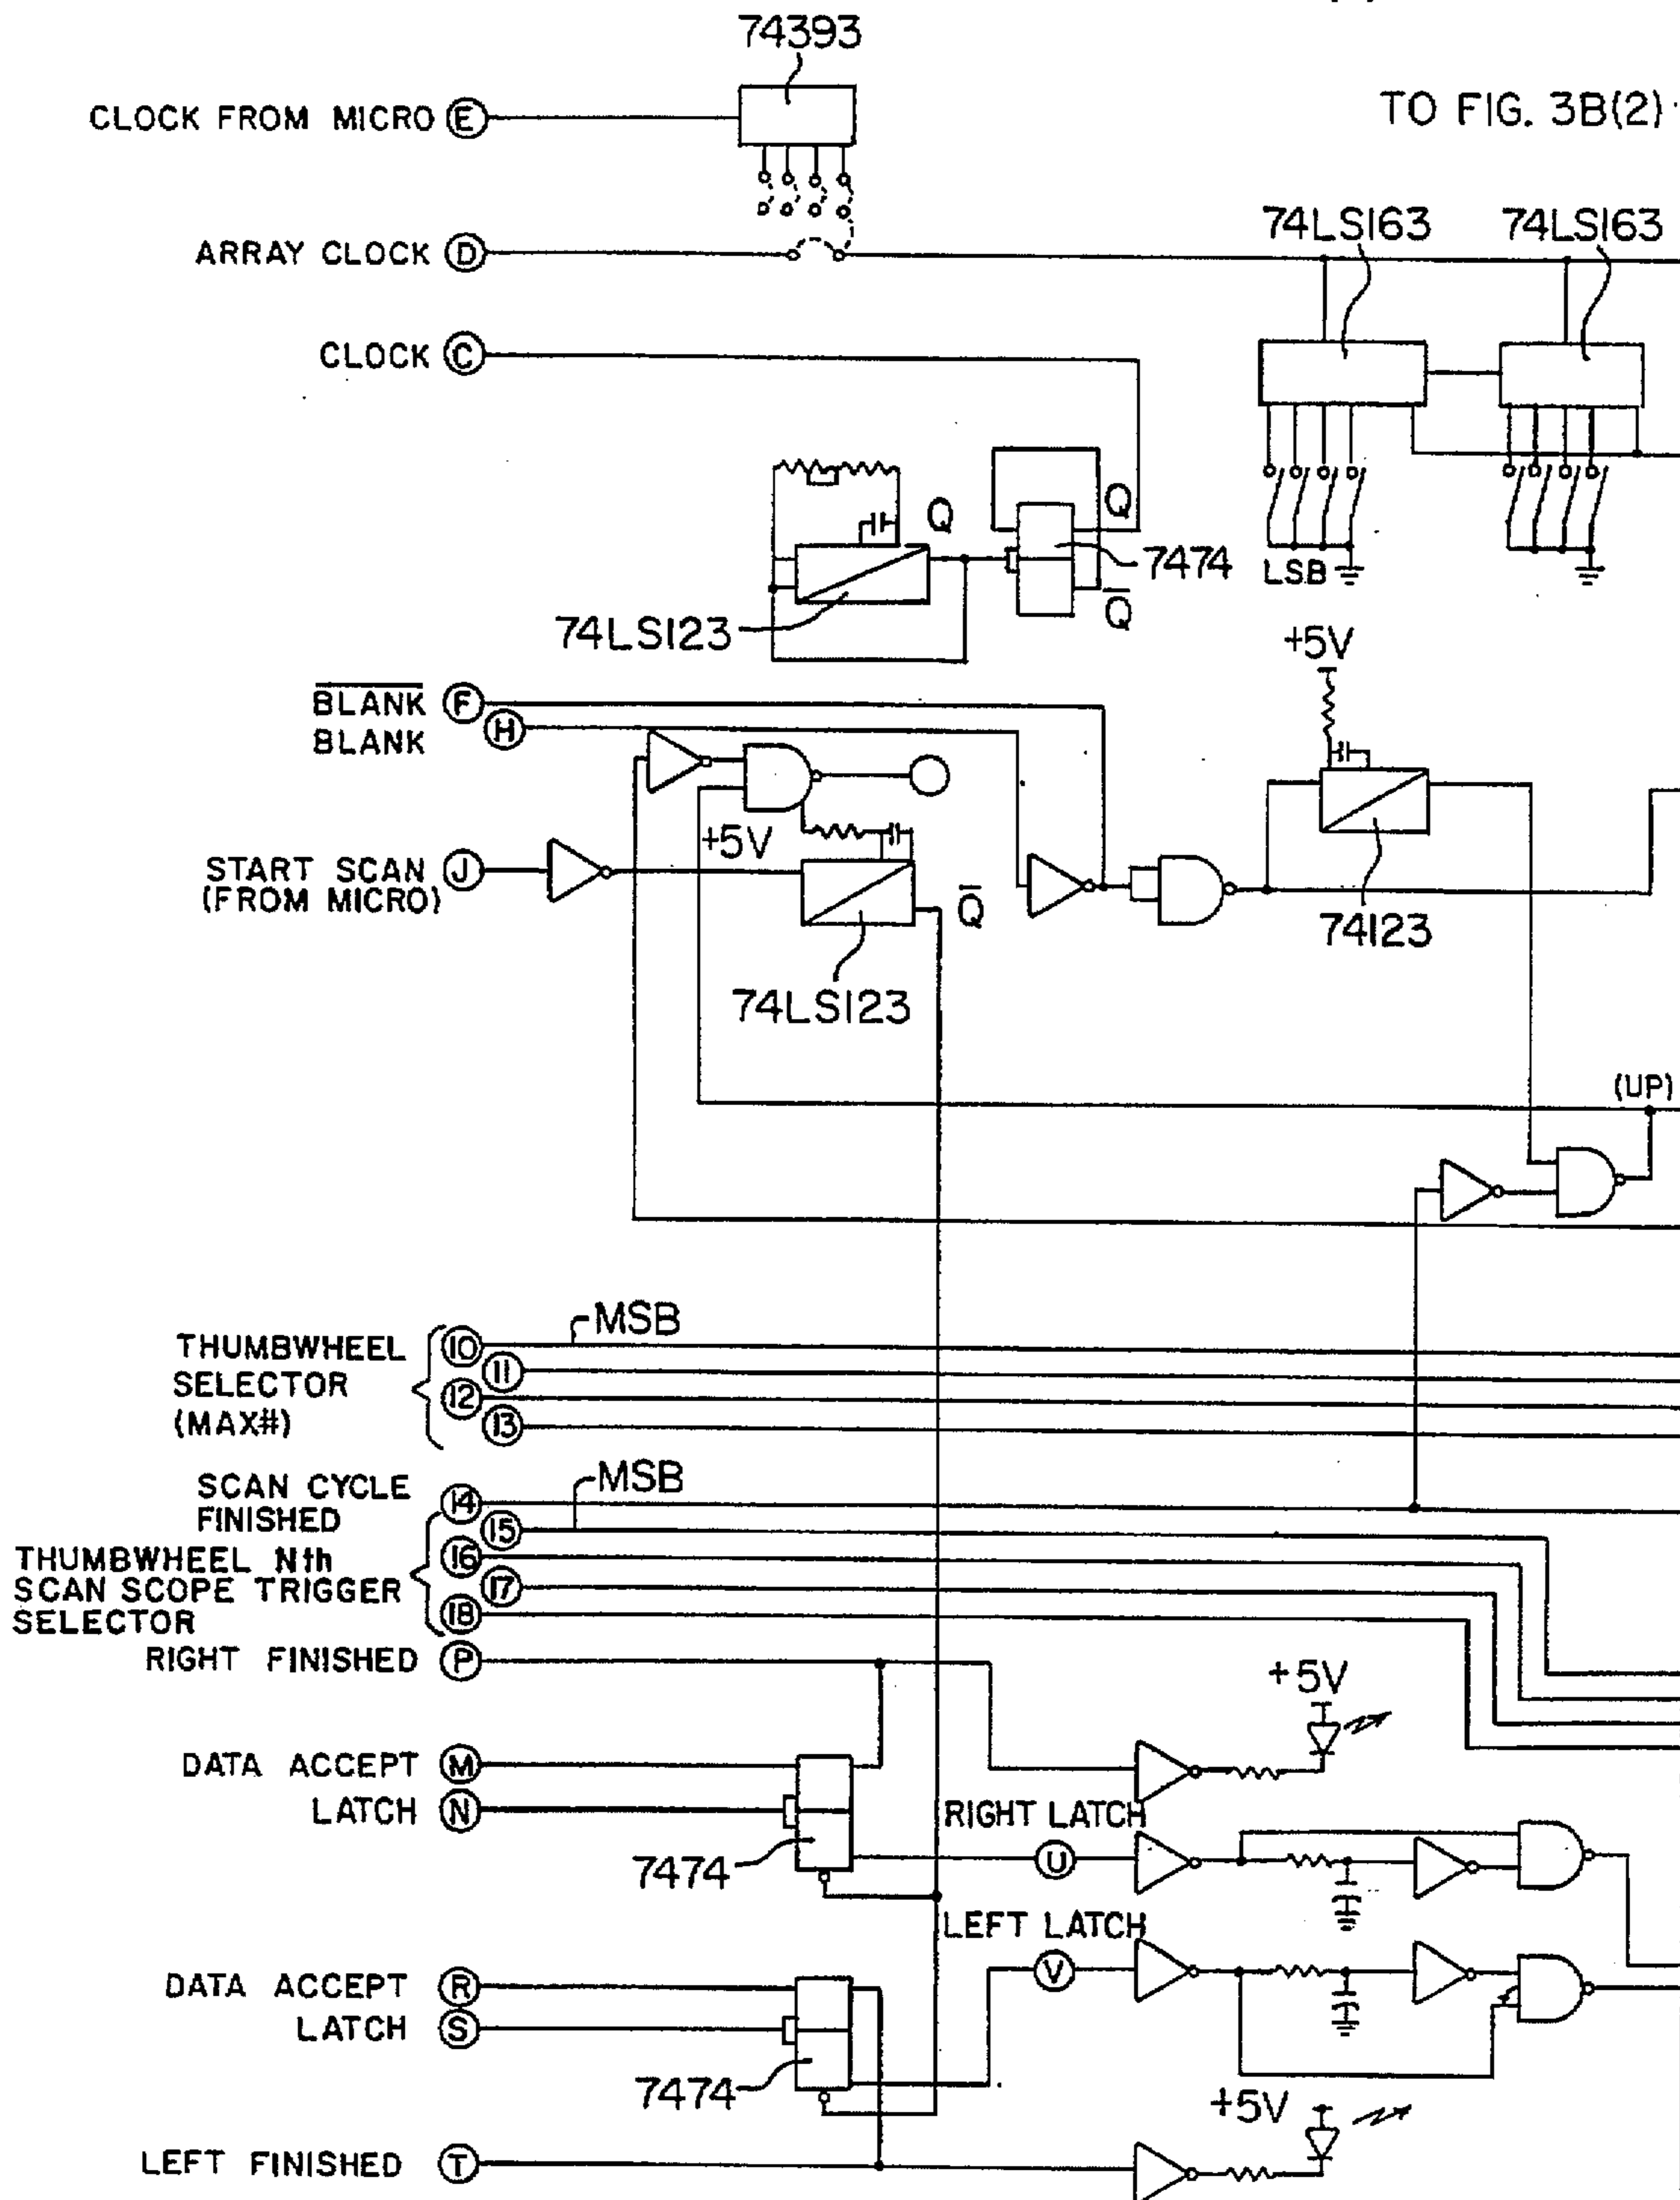 74393
CLOCK FROM MICRO E
TO FIG. 3B(2)
74LS163 74LS163
ARRAY CLOCK D
CLOCK C
Q
7474
LSB
Q̅
74LS123
+5V
B̅L̅A̅N̅K̅ F
BLANK H
+5V
START SCAN J
(FROM MICRO)
Q̅
74123
74LS123
(UP)
MSB
THUMBWHEEL 10
11
SELECTOR
12
(MAX#) 13
MSB
SCAN CYCLE 14
FINISHED 15
THUMBWHEEL Nth 16
SCAN SCOPE TRIGGER 17
SELECTOR 18
RIGHT FINISHED P
+5V
DATA ACCEPT M
LATCH N
RIGHT LATCH
U
7474
LEFT LATCH
V
DATA ACCEPT R
LATCH S
7474
+5V
LEFT FINISHED T